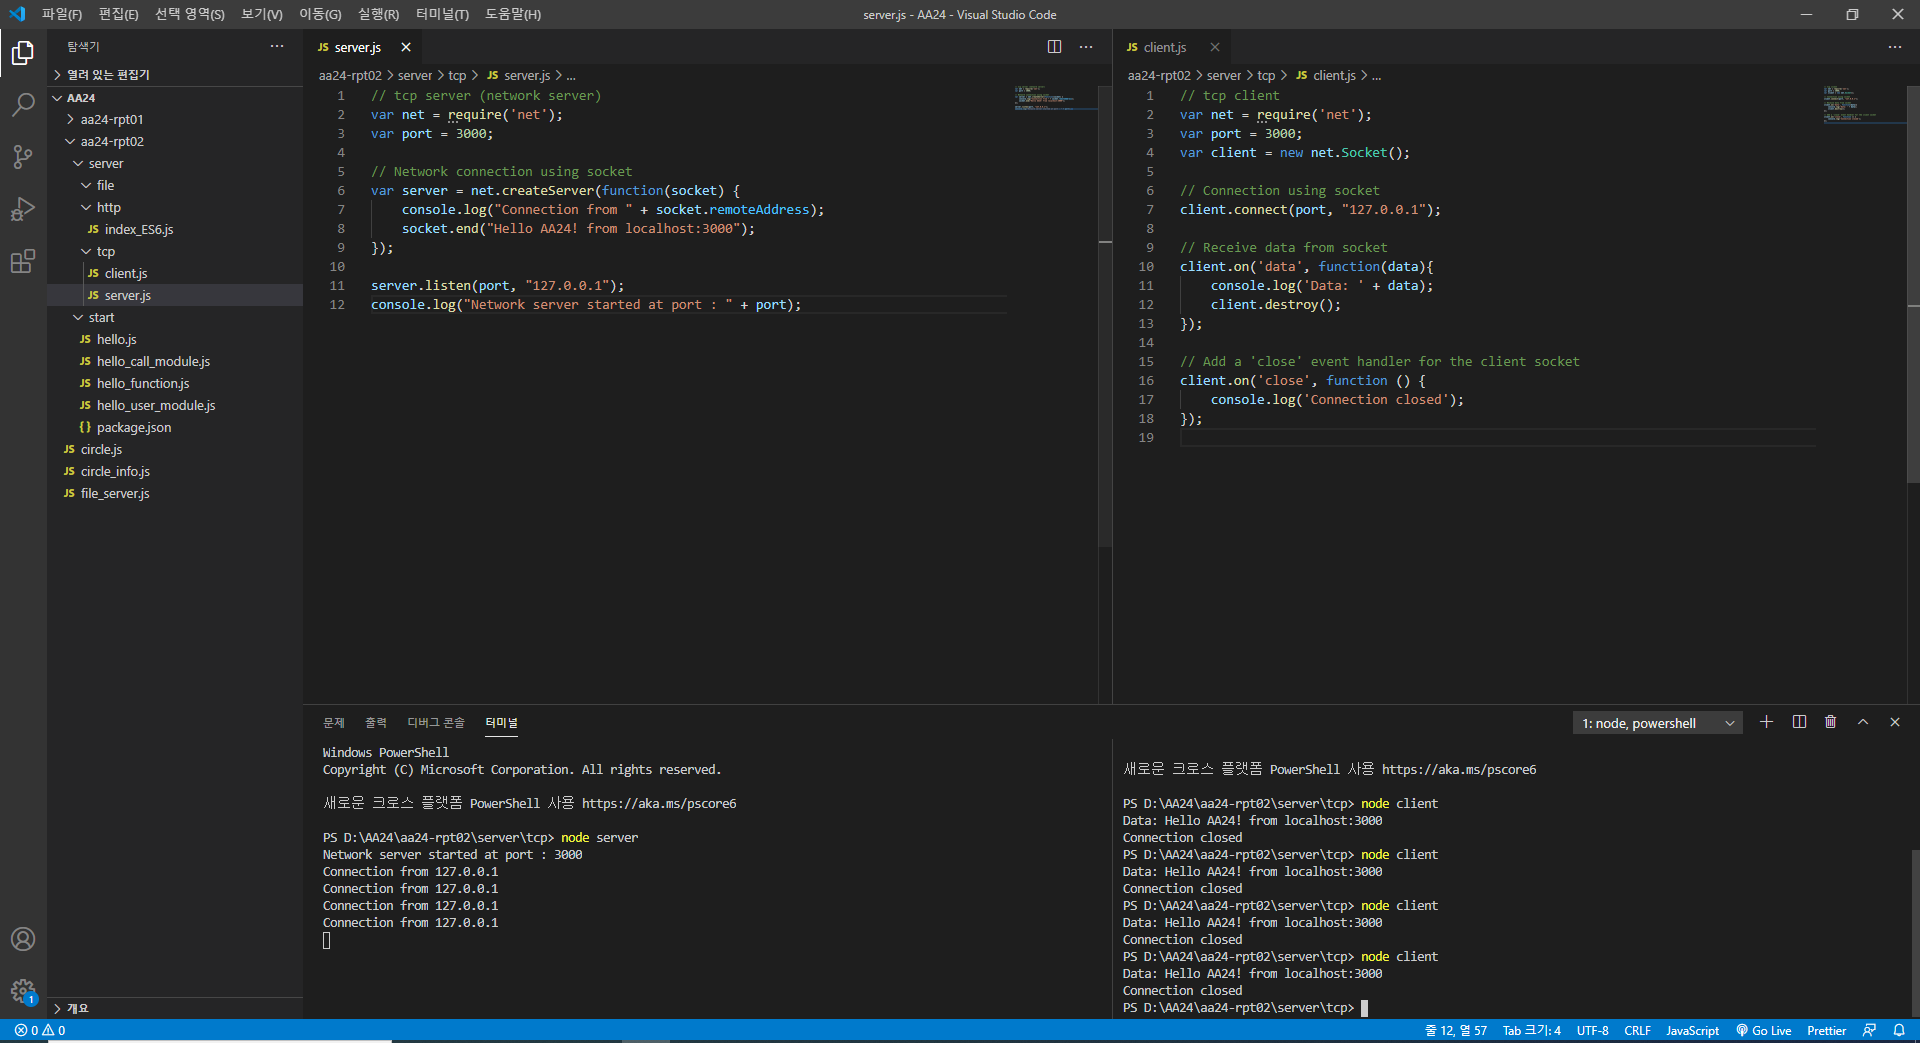 파일(F) 편집(E) 선택 영역(S) 보기(V) 이동(G) 실행(R) 터미널(T) 도움말(H)
server.js - AA24 - Visual Studio Code
탐색기
열려 있는 편집기
AA24
aa24-rpt01
aa24-rpt02
server
file
http
JS index_ES6.js
tcp
JS client.js
JS server.js
start
JS hello.js
JS hello_call_module.js
JS hello_function.js
JS hello_user_module.js
{} package.json
JS circle.js
JS circle_info.js
JS file_server.js
개요
JS server.js
aa24-rpt02 > server > tcp > JS server.js > ...
1 // tcp server (network server)
2 var net = require('net');
3 var port = 3000;
4
5 // Network connection using socket
6 var server = net.createServer(function(socket) {
7 console.log("Connection from " + socket.remoteAddress);
8 socket.end("Hello AA24! from localhost:3000");
9 });
10
11 server.listen(port, "127.0.0.1");
12 console.log("Network server started at port : " + port);
JS client.js
aa24-rpt02 > server > tcp > JS client.js > ...
1 // tcp client
2 var net = require('net');
3 var port = 3000;
4 var client = new net.Socket();
5
6 // Connection using socket
7 client.connect(port, "127.0.0.1");
8
9 // Receive data from socket
10 client.on('data', function(data){
11 console.log('Data: ' + data);
12 client.destroy();
13 });
14
15 // Add a 'close' event handler for the client socket
16 client.on('close', function () {
17 console.log('Connection closed');
18 });
19
문제 출력 디버그 콘솔 터미널
1: node, powershell
Windows PowerShell
Copyright (C) Microsoft Corporation. All rights reserved.
새로운 크로스 플랫폼 PowerShell 사용 https://aka.ms/pscore6
PS D:\AA24\aa24-rpt02\server\tcp> node server
Network server started at port : 3000
Connection from 127.0.0.1
Connection from 127.0.0.1
Connection from 127.0.0.1
Connection from 127.0.0.1
새로운 크로스 플랫폼 PowerShell 사용 https://aka.ms/pscore6
PS D:\AA24\aa24-rpt02\server\tcp> node client
Data: Hello AA24! from localhost:3000
Connection closed
PS D:\AA24\aa24-rpt02\server\tcp> node client
Data: Hello AA24! from localhost:3000
Connection closed
PS D:\AA24\aa24-rpt02\server\tcp> node client
Data: Hello AA24! from localhost:3000
Connection closed
PS D:\AA24\aa24-rpt02\server\tcp> node client
Data: Hello AA24! from localhost:3000
Connection closed
PS D:\AA24\aa24-rpt02\server\tcp>
1
0 0
줄 12, 열 57 Tab 크기: 4 UTF-8 CRLF JavaScript Go Live Prettier